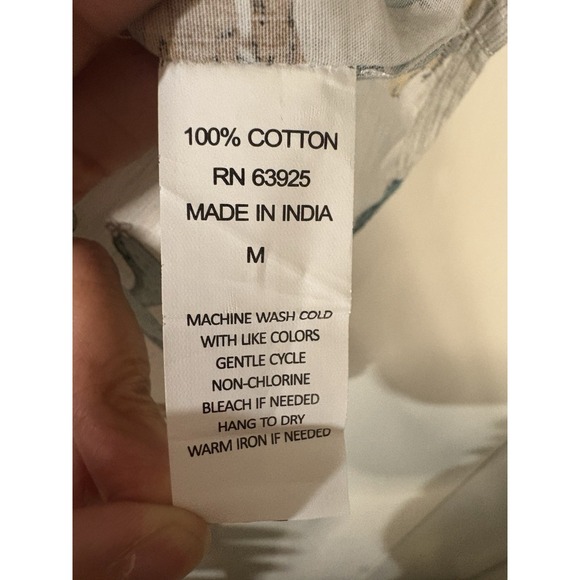 100% COTTON
RN 63925
MADE IN INDIA
M
MACHINE WASH COLD
WITH LIKE COLORS
GENTLE CYCLE
NON-CHLORINE
BLEACH IF NEEDED
HANG TO DRY
WARM IRON IF NEEDED